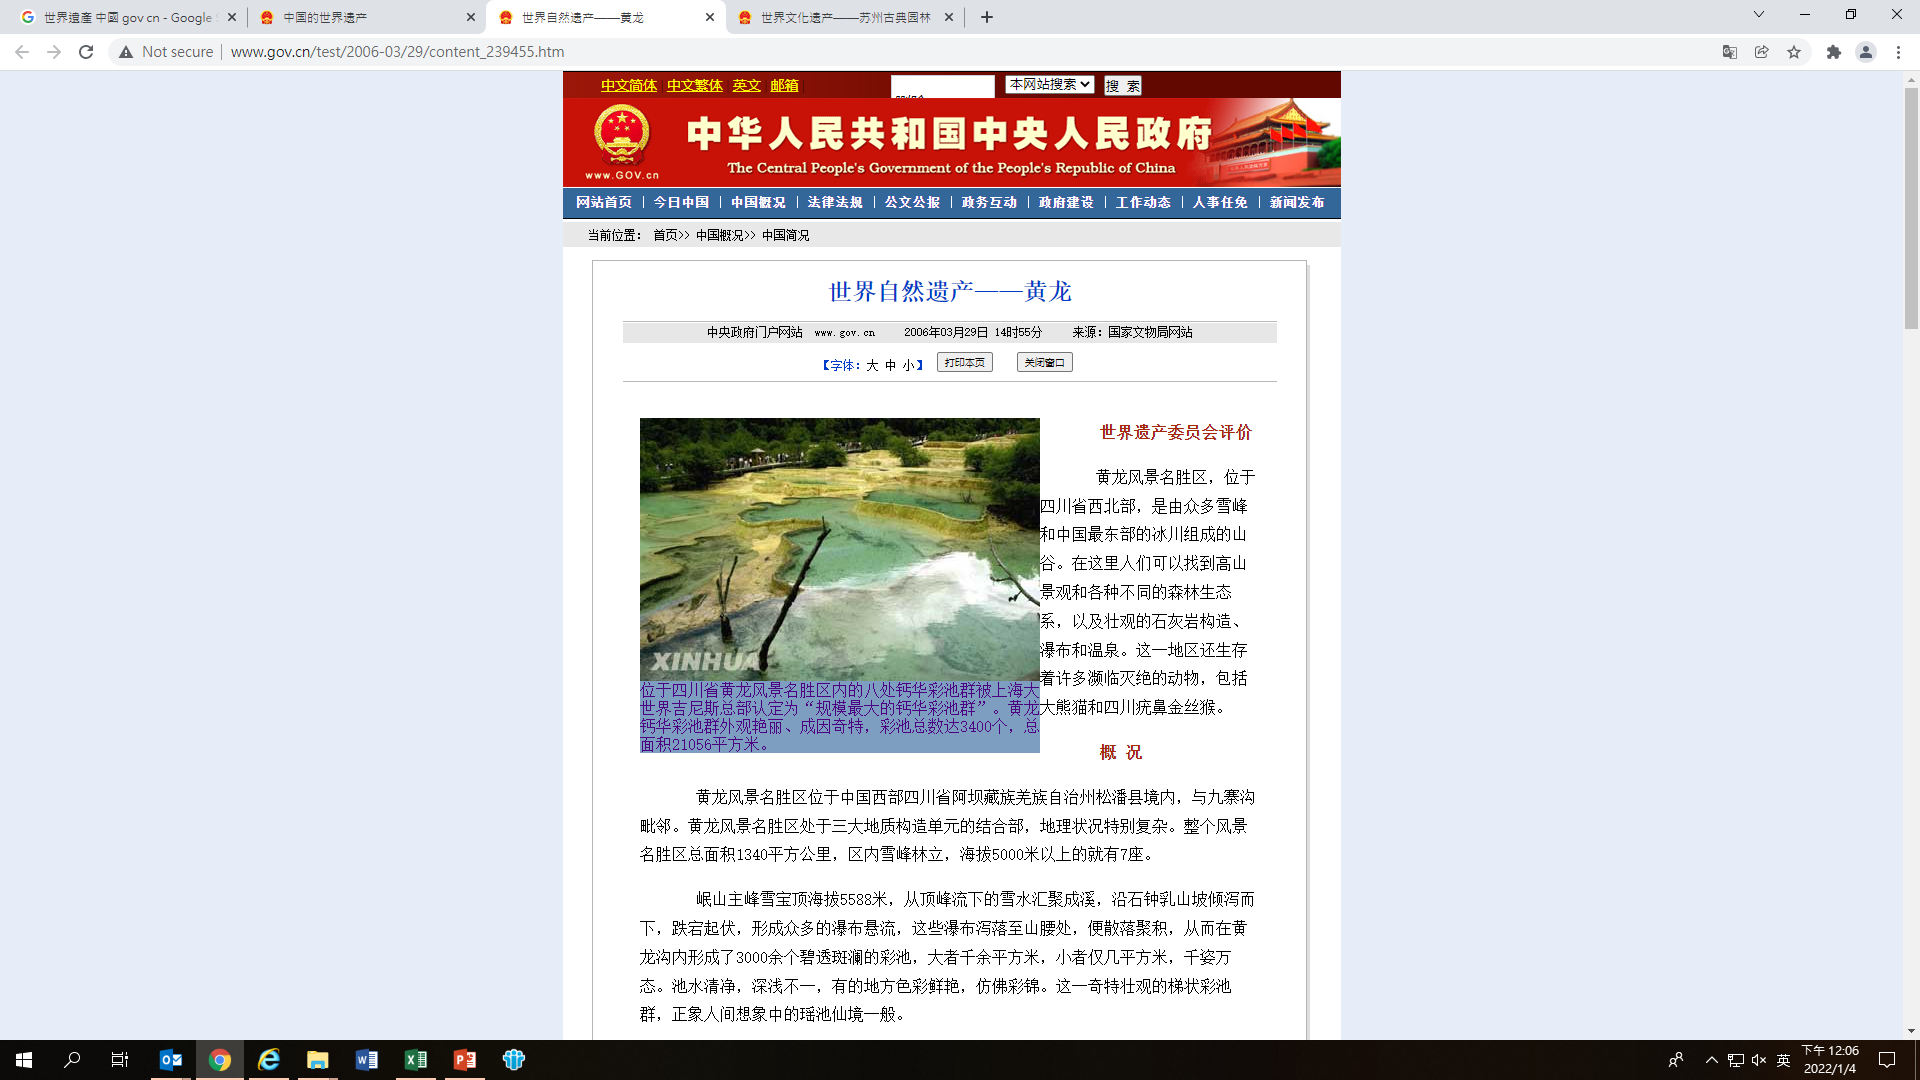 世界遺產 中國 gov cn - Google
中国的世界遗产
世界自然遗产——黄龙
世界文化遗产——苏州古典园林
Not secure
www.gov.cn/test/2006-03/29/content_239455.htm
中文简体 中文繁体 英文 邮箱
本网站搜索 搜 索
中华人民共和国中央人民政府
The Central People's Government of the People's Republic of China
www.GOV.cn
网站首页 | 今日中国 | 中国概况 | 法律法规 | 公文公报 | 政务互动 | 政府建设 | 工作动态 | 人事任免 | 新闻发布
当前位置： 首页>> 中国概况>> 中国简况
世界自然遗产——黄龙
中央政府门户网站 www.gov.cn 2006年03月29日 14时55分 来源：国家文物局网站
【字体：大 中 小】 打印本页 关闭窗口
XINHUA
位于四川省黄龙风景名胜区内的八处钙华彩池群被上海大
世界吉尼斯总部认定为“规模最大的钙华彩池群”。黄龙
钙华彩池群外观艳丽、成因奇特，彩池总数达3400个，总
面积21056平方米。
世界遗产委员会评价
黄龙风景名胜区，位于
四川省西北部，是由众多雪峰
和中国最东部的冰川组成的山
谷。在这里人们可以找到高山
景观和各种不同的森林生态
系，以及壮观的石灰岩构造、
瀑布和温泉。这一地区还生存
着许多濒临灭绝的动物，包括
大熊猫和四川疣鼻金丝猴。
概 况
黄龙风景名胜区位于中国西部四川省阿坝藏族羌族自治州松潘县境内，与九寨沟
毗邻。黄龙风景名胜区处于三大地质构造单元的结合部，地理状况特别复杂。整个风景
名胜区总面积1340平方公里，区内雪峰林立，海拔5000米以上的就有7座。
岷山主峰雪宝顶海拔5588米，从顶峰流下的雪水汇聚成溪，沿石钟乳山坡倾泻而
下，跌宕起伏，形成众多的瀑布悬流，这些瀑布泻落至山腰处，便散落聚积，从而在黄
龙沟内形成了3000余个碧透斑澜的彩池，大者千余平方米，小者仅几平方米，千姿万
态。池水清净，深浅不一，有的地方色彩鲜艳，仿佛彩锦。这一奇特壮观的梯状彩池
群，正象人间想象中的瑶池仙境一般。
英
下午 12:06
2022/1/4